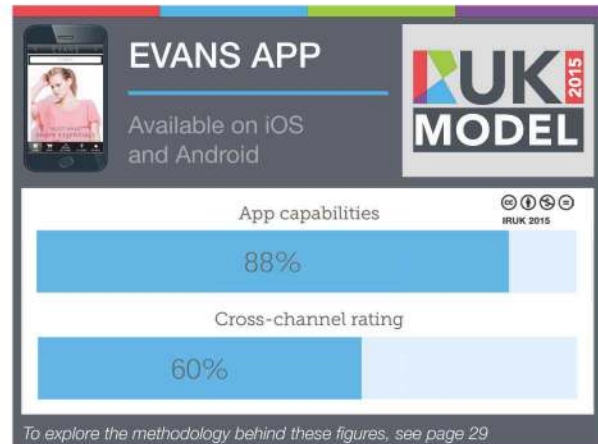 EVANS APP
Available on iOS
and Android
RUK
2015
MODEL
App capabilities
IRUK 2015
88%
Cross-channel rating
60%
To explore the methodology behind these figures, see page 29